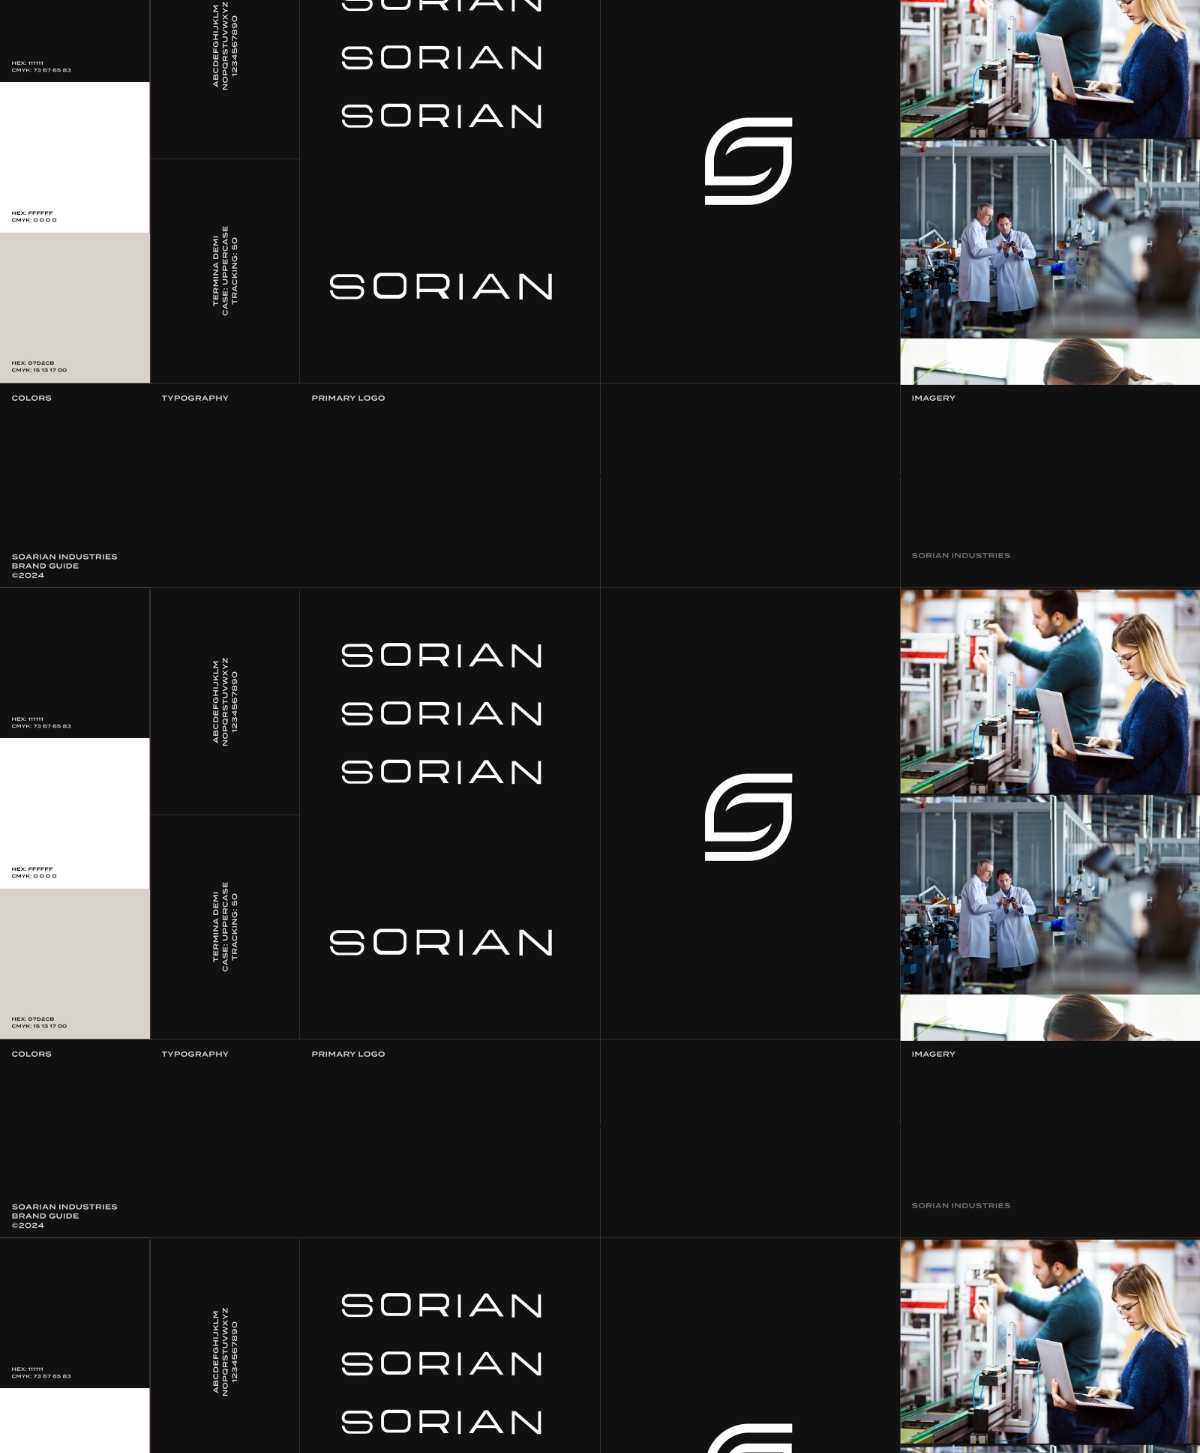 SORIAN
SORIAN
ABCDEFGHIJKLM
NOPQRSTUVWXYZ
1234567890
HEX: 111111
CMYK: 73 67 65 83
HEX: FFFFFF
CMYK: 0 0 0 0
TERMINA DEMI
CASE: UPPERCASE
TRACKING: 50
SORIAN
HEX: D7D2CB
CMYK: 15 13 17 00
COLORS
TYPOGRAPHY
PRIMARY LOGO
IMAGERY
SOARIAN INDUSTRIES
BRAND GUIDE
©2024
SORIAN INDUSTRIES
SORIAN
SORIAN
SORIAN
ABCDEFGHIJKLM
NOPQRSTUVWXYZ
1234567890
HEX: 111111
CMYK: 73 67 65 83
HEX: FFFFFF
CMYK: 0 0 0 0
TERMINA DEMI
CASE: UPPERCASE
TRACKING: 50
SORIAN
HEX: D7D2CB
CMYK: 15 13 17 00
COLORS
TYPOGRAPHY
PRIMARY LOGO
IMAGERY
SOARIAN INDUSTRIES
BRAND GUIDE
©2024
SORIAN INDUSTRIES
SORIAN
SORIAN
SORIAN
ABCDEFGHIJKLM
NOPQRSTUVWXYZ
1234567890
HEX: 111111
CMYK: 73 67 65 83